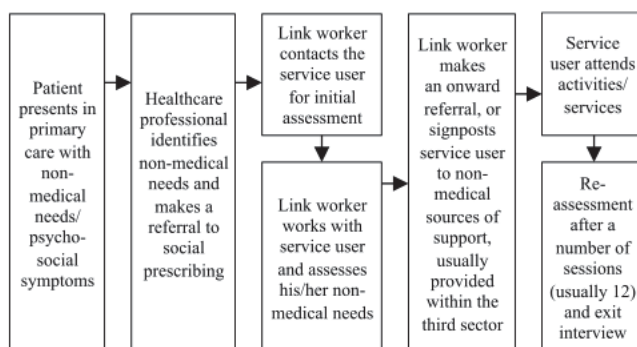 Patient
presents in
primary
care with
non-
medical
needs/
psycho-
social
symptoms
Healthcare
professional
identifies
non-medical
needs and
makes a
referral to
social
prescribing
Link worker
contacts the
service user
for initial
assessment
Link worker
works with
service user
and assesses
his/her non-
medical needs
Link worker
makes
an onward
referral, or
signposts
service user
to non-
medical
sources of
support,
usually
provided
within the
third sector
Service
user attends
activities/
services
Re-
assessment
after a
number of
sessions
(usually 12)
and exit
interview